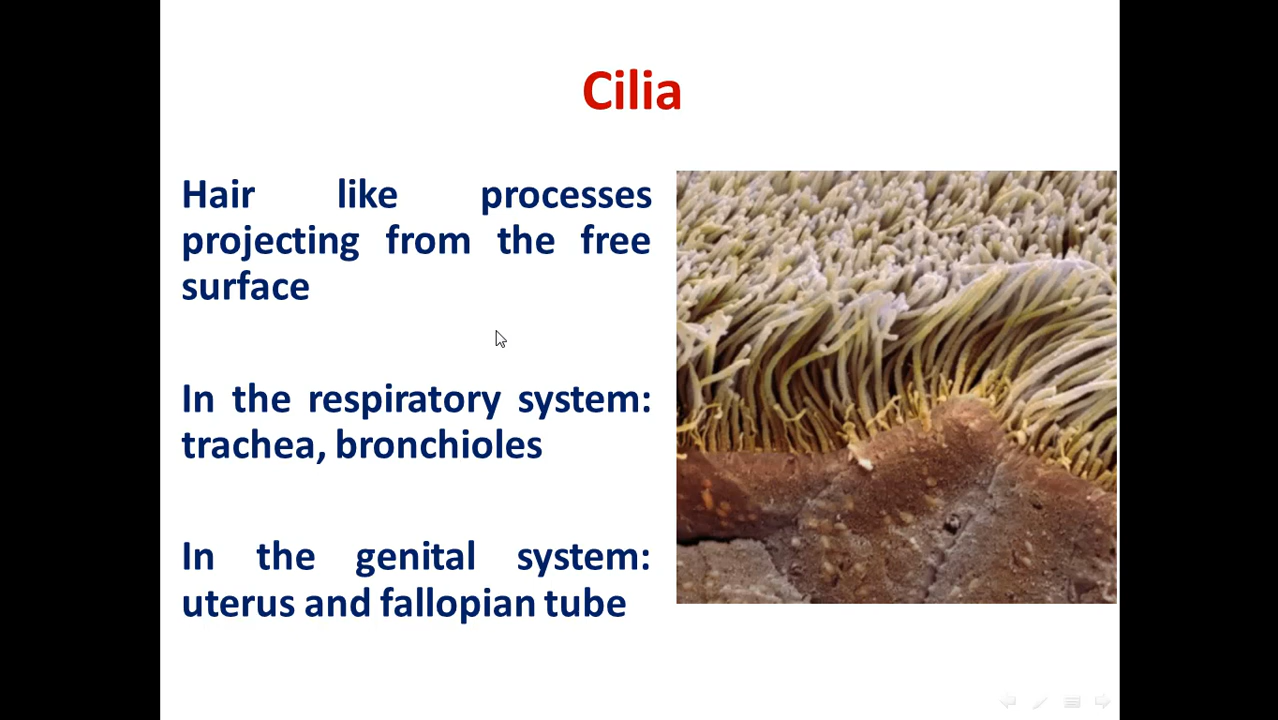 Cilia
Hair like processes
projecting from the free
surface
In the respiratory system:
trachea, bronchioles
In the genital system:
uterus and fallopian tube